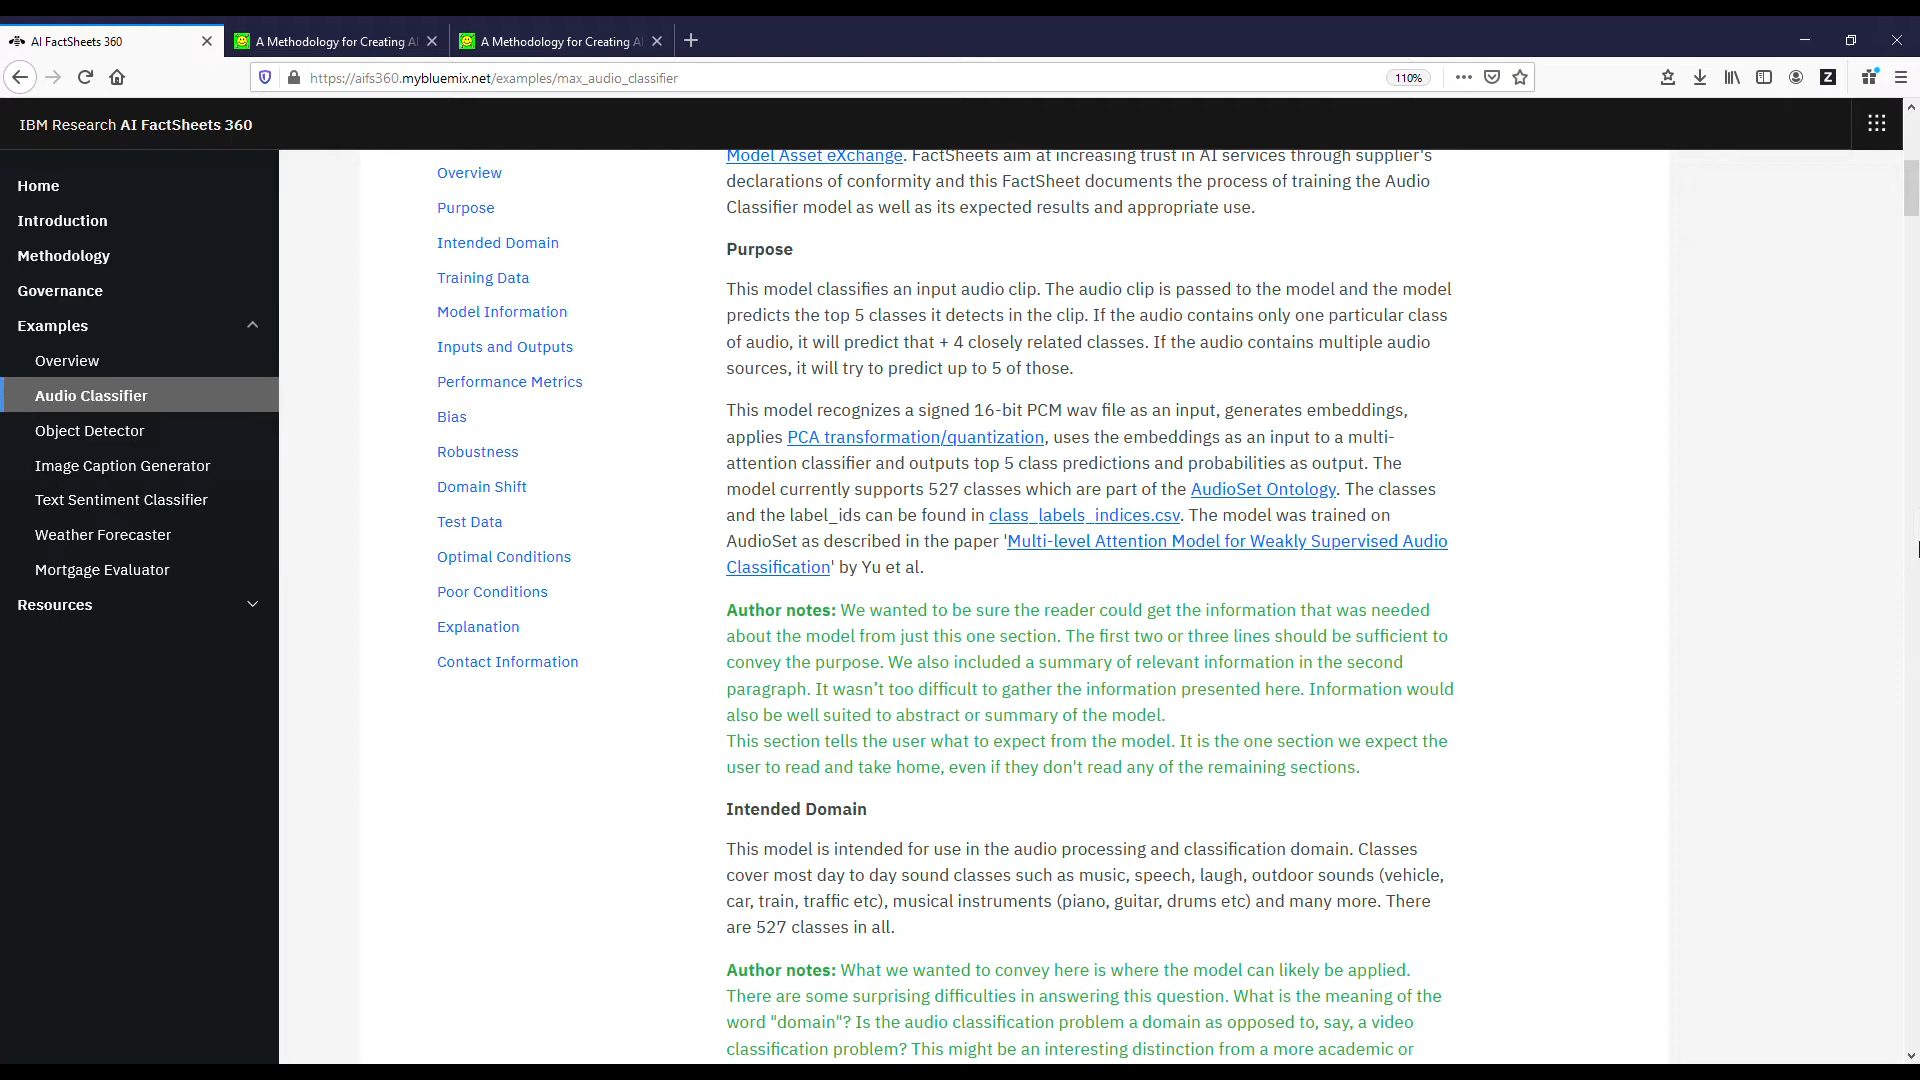 AI FactSheets 360
A Methodology for Creating AI
A Methodology for Creating AI
https://aifs360.mybluemix.net/examples/max_audio_classifier
110%
Z
IBM Research AI FactSheets 360
Home
Introduction
Methodology
Governance
Examples
Overview
Audio Classifier
Object Detector
Image Caption Generator
Text Sentiment Classifier
Weather Forecaster
Mortgage Evaluator
Resources
Overview
Purpose
Intended Domain
Training Data
Model Information
Inputs and Outputs
Performance Metrics
Bias
Robustness
Domain Shift
Test Data
Optimal Conditions
Poor Conditions
Explanation
Contact Information
Model Asset eXchange. FactSheets aim at increasing trust in AI services through supplier's
declarations of conformity and this FactSheet documents the process of training the Audio
Classifier model as well as its expected results and appropriate use.
Purpose
This model classifies an input audio clip. The audio clip is passed to the model and the model
predicts the top 5 classes it detects in the clip. If the audio contains only one particular class
of audio, it will predict that + 4 closely related classes. If the audio contains multiple audio
sources, it will try to predict up to 5 of those.
This model recognizes a signed 16-bit PCM wav file as an input, generates embeddings,
applies PCA transformation/quantization, uses the embeddings as an input to a multi-
attention classifier and outputs top 5 class predictions and probabilities as output. The
model currently supports 527 classes which are part of the AudioSet Ontology. The classes
and the label_ids can be found in class_labels_indices.csv. The model was trained on
AudioSet as described in the paper 'Multi-level Attention Model for Weakly Supervised Audio
Classification' by Yu et al.
Author notes: We wanted to be sure the reader could get the information that was needed
about the model from just this one section. The first two or three lines should be sufficient to
convey the purpose. We also included a summary of relevant information in the second
paragraph. It wasn’t too difficult to gather the information presented here. Information would
also be well suited to abstract or summary of the model.
This section tells the user what to expect from the model. It is the one section we expect the
user to read and take home, even if they don't read any of the remaining sections.
Intended Domain
This model is intended for use in the audio processing and classification domain. Classes
cover most day to day sound classes such as music, speech, laugh, outdoor sounds (vehicle,
car, train, traffic etc), musical instruments (piano, guitar, drums etc) and many more. There
are 527 classes in all.
Author notes: What we wanted to convey here is where the model can likely be applied.
There are some surprising difficulties in answering this question. What is the meaning of the
word "domain"? Is the audio classification problem a domain as opposed to, say, a video
classification problem? This might be an interesting distinction from a more academic or